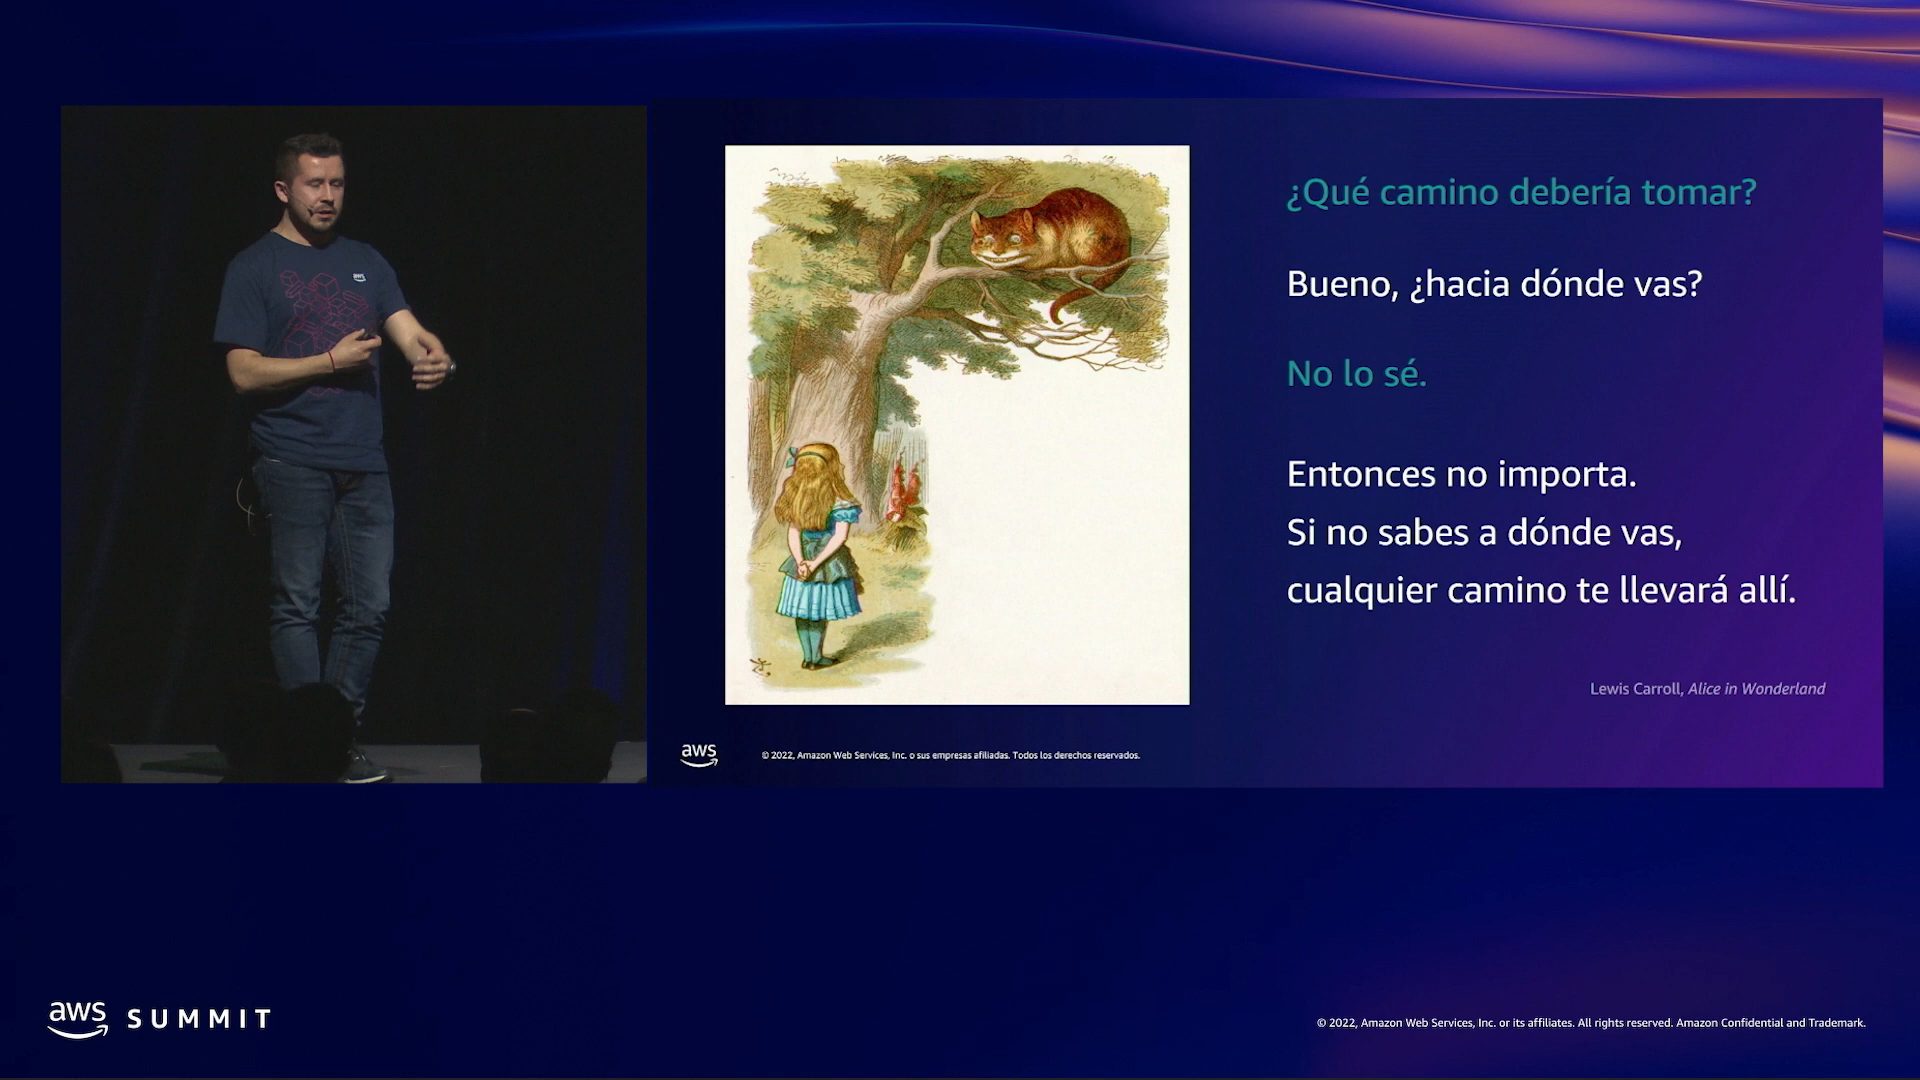 aws
¿Qué camino debería tomar?
Bueno, ¿hacia dónde vas?
No lo sé.
Entonces no importa.
Si no sabes a dónde vas,
cualquier camino te llevará allí.
Lewis Carroll, Alice in Wonderland
aws
© 2022, Amazon Web Services, Inc. o sus empresas afiliadas. Todos los derechos reservados.
aws SUMMIT
© 2022, Amazon Web Services, Inc. or its affiliates. All rights reserved. Amazon Confidential and Trademark.